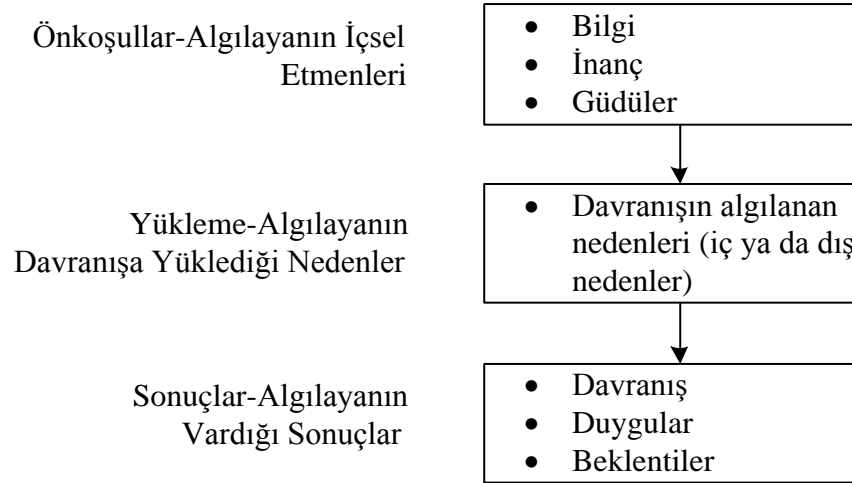 Önkoşullar-Algılayanın İçsel
Etmenleri
• Bilgi
• İnanç
• Güdüler
Yükleme-Algılayanın
Davranışa Yüklediği Nedenler
• Davranışın algılanan
nedenleri (iç ya da dış
nedenler)
Sonuçlar-Algılayanın
Vardığı Sonuçlar
• Davranış
• Duygular
• Beklentiler